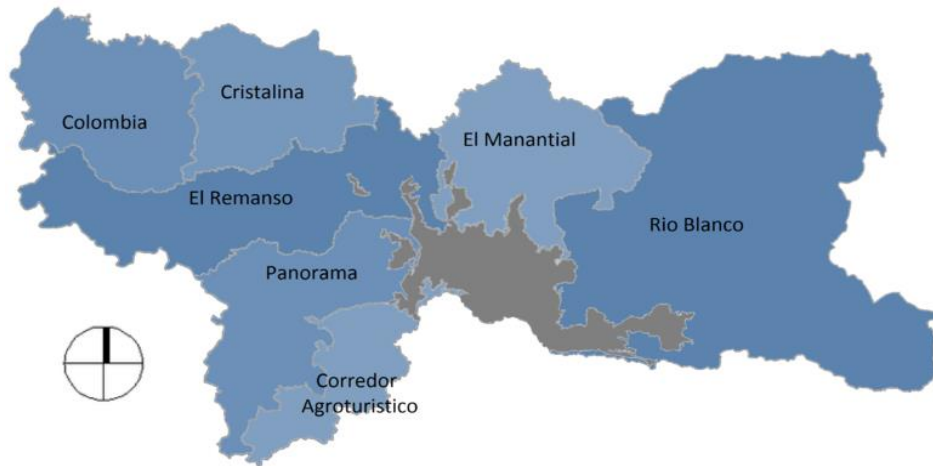 Cristalina
Colombia
El Manantial
El Remanso
Rio Blanco
Panorama
Corredor
Agroturistico